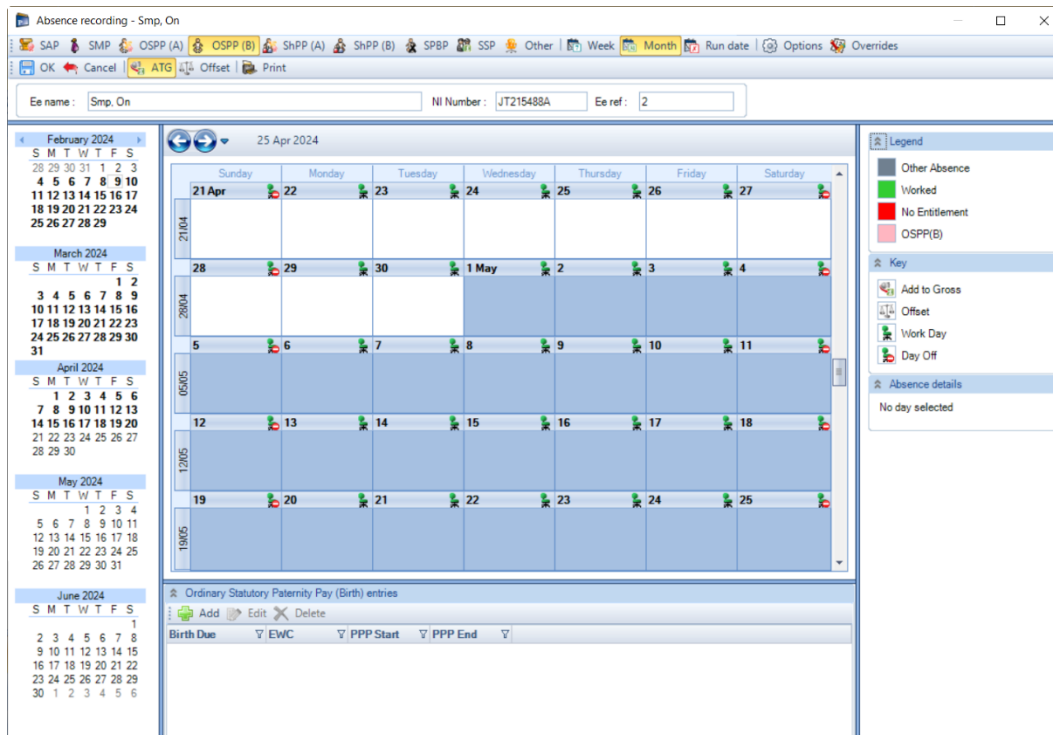 Absence recording - Smp, On
SAP SMP OSPP (A) OSPP (B) ShPP (A) ShPP (B) SPBP SSP Other Week Month Run date Options Overrides
OK Cancel ATG Offset Print
Ee name : Smp, On NI Number : JT215488A Ee ref : 2
February 2024
S M T W T F S
28 29 30 31 1 2 3
4 5 6 7 8 9 10
11 12 13 14 15 16 17
18 19 20 21 22 23 24
25 26 27 28 29
March 2024
S M T W T F S
1 2
3 4 5 6 7 8 9
10 11 12 13 14 15 16
17 18 19 20 21 22 23
24 25 26 27 28 29 30
31
April 2024
S M T W T F S
1 2 3 4 5 6
7 8 9 10 11 12 13
14 15 16 17 18 19 20
21 22 23 24 25 26 27
28 29 30
May 2024
S M T W T F S
1 2 3 4
5 6 7 8 9 10 11
12 13 14 15 16 17 18
19 20 21 22 23 24 25
26 27 28 29 30 31
June 2024
S M T W T F S
1
2 3 4 5 6 7 8
9 10 11 12 13 14 15
16 17 18 19 20 21 22
23 24 25 26 27 28 29
30 1 2 3 4 5 6
25 Apr 2024
Sunday Monday Tuesday Wednesday Thursday Friday Saturday
21 Apr 22 23 24 25 26 27
21/04
28 29 30 1 May 2 3 4
28/04
5 6 7 8 9 10 11
05/05
12 13 14 15 16 17 18
12/05
19 20 21 22 23 24 25
19/05
Ordinary Statutory Paternity Pay (Birth) entries
Add Edit Delete
Birth Due EWC PPP Start PPP End
Legend
Other Absence
Worked
No Entitlement
OSPP(B)
Key
Add to Gross
Offset
Work Day
Day Off
Absence details
No day selected